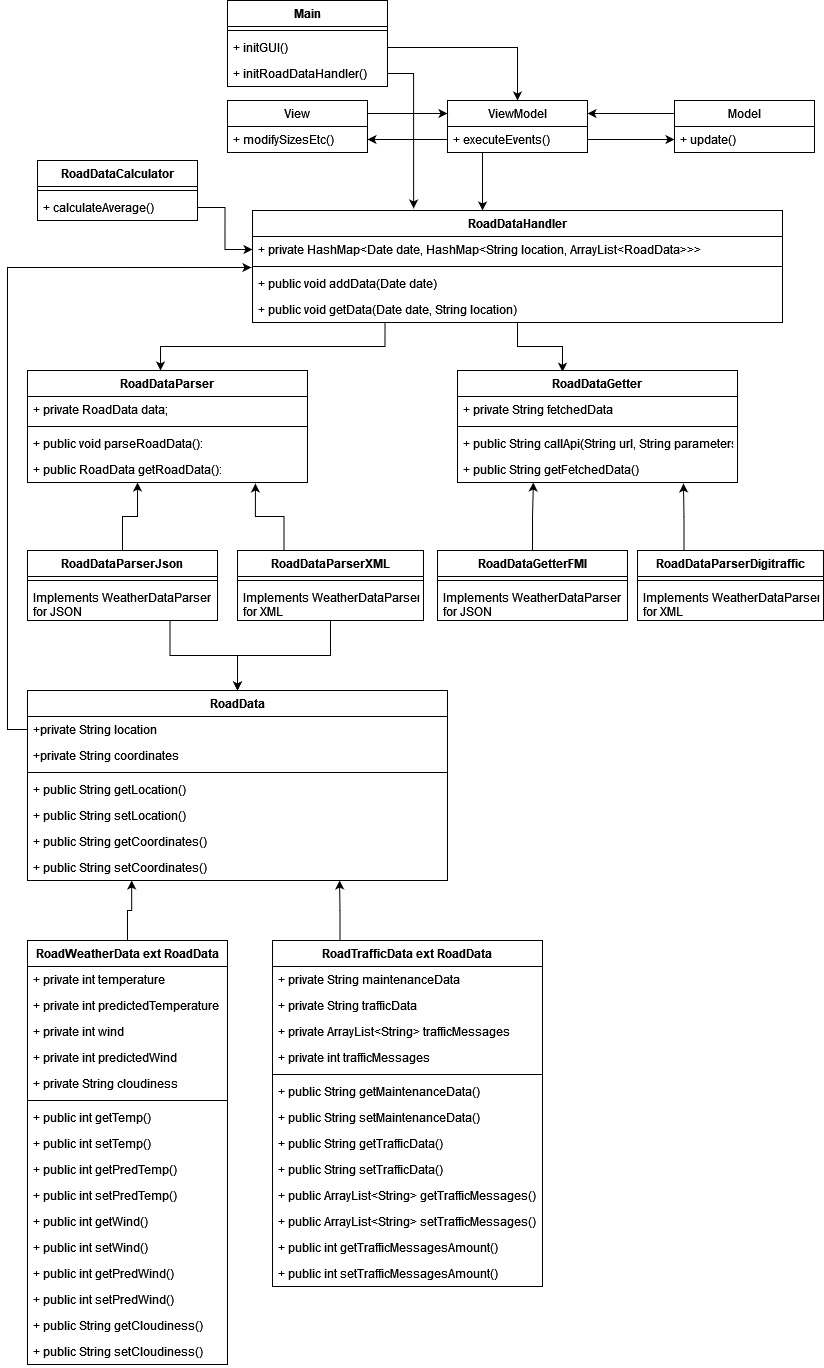 Main
+ initGUI()
+ initRoadDataHandler()
View
+ modifySizesEtc()
ViewModel
+ executeEvents()
Model
+ update()
RoadDataCalculator
+ calculateAverage()
RoadDataHandler
+ private HashMap<Date date, HashMap<String location, ArrayList<RoadData>>>
+ public void addData(Date date)
+ public void getData(Date date, String location)
RoadDataParser
+ private RoadData data;
+ public void parseRoadData():
+ public RoadData getRoadData():
RoadDataGetter
+ private String fetchedData
+ public String callApi(String url, String parameters
+ public String getFetchedData()
RoadDataParserJson
Implements WeatherDataParser
for JSON
RoadDataParserXML
Implements WeatherDataParser
for XML
RoadDataGetterFMI
Implements WeatherDataParser
for JSON
RoadDataParserDigitraffic
Implements WeatherDataParser
for XML
RoadData
+private String location
+private String coordinates
+ public String getLocation()
+ public String setLocation()
+ public String getCoordinates()
+ public String setCoordinates()
RoadWeatherData ext RoadData
+ private int temperature
+ private int predictedTemperature
+ private int wind
+ private int predictedWind
+ private String cloudiness
+ public int getTemp()
+ public int setTemp()
+ public int getPredTemp()
+ public int setPredTemp()
+ public int getWind()
+ public int setWind()
+ public int getPredWind()
+ public int setPredWind()
+ public String getCloudiness()
+ public String setCloudiness()
RoadTrafficData ext RoadData
+ private String maintenanceData
+ private String trafficData
+ private ArrayList<String> trafficMessages
+ private int trafficMessages
+ public String getMaintenanceData()
+ public String setMaintenanceData()
+ public String getTrafficData()
+ public String setTrafficData()
+ public ArrayList<String> getTrafficMessages()
+ public ArrayList<String> setTrafficMessages()
+ public int getTrafficMessagesAmount()
+ public int setTrafficMessagesAmount()